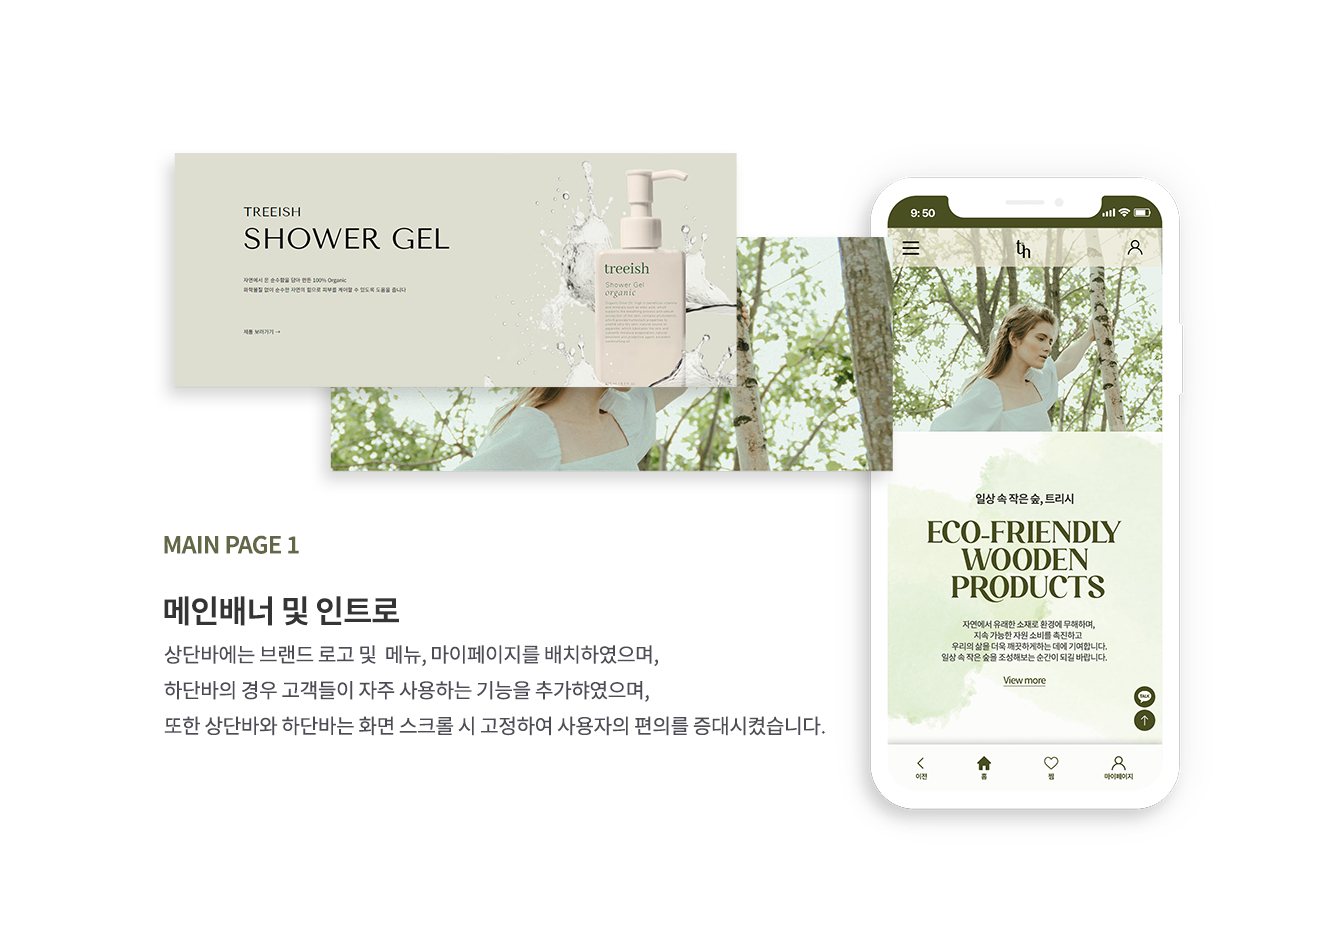 TREEISH
SHOWER GEL
자연에서 온 순수함을 담아 만든 100% Organic
화학물질 없이 순수한 자연의 힘으로 피부를 케어할 수 있도록 도움을 줍니다
제품 보러가기 →
treeish
Shower Gel
organic
MAIN PAGE 1
메인배너 및 인트로
상단바에는 브랜드 로고 및 메뉴, 마이페이지를 배치하였으며,
하단바의 경우 고객들이 자주 사용하는 기능을 추가햐였으며,
또한 상단바와 하단바는 화면 스크롤 시 고정하여 사용자의 편의를 증대시켰습니다.
9:50
th
일상 속 작은 숲, 트리시
ECO-FRIENDLY
WOODEN
PRODUCTS
자연에서 유래한 소재로 환경에 무해하며,
지속 가능한 자원 소비를 촉진하고
우리의 삶을 더욱 깨끗하게하는 데에 기여합니다.
일상 속 작은 숲을 조성해보는 순간이 되길 바랍니다.
View more
TALK
이전
홈
찜
마이페이지